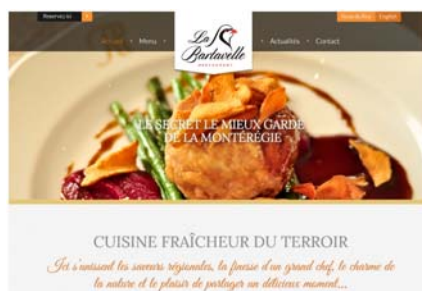 Réservez ici
English
Accueil • Menu •
La Bartavelle
RESTAURANT
• Actualités • Contact
LE SECRET LE MIEUX GARDÉ
DE LA MONTÉRÉGIE
CUISINE FRAÎCHEUR DU TERROIR
Ici s'unissent les saveurs régionales, la finesse d'un grand chef, le charme de
la nature et le plaisir de partager un délicieux moment...